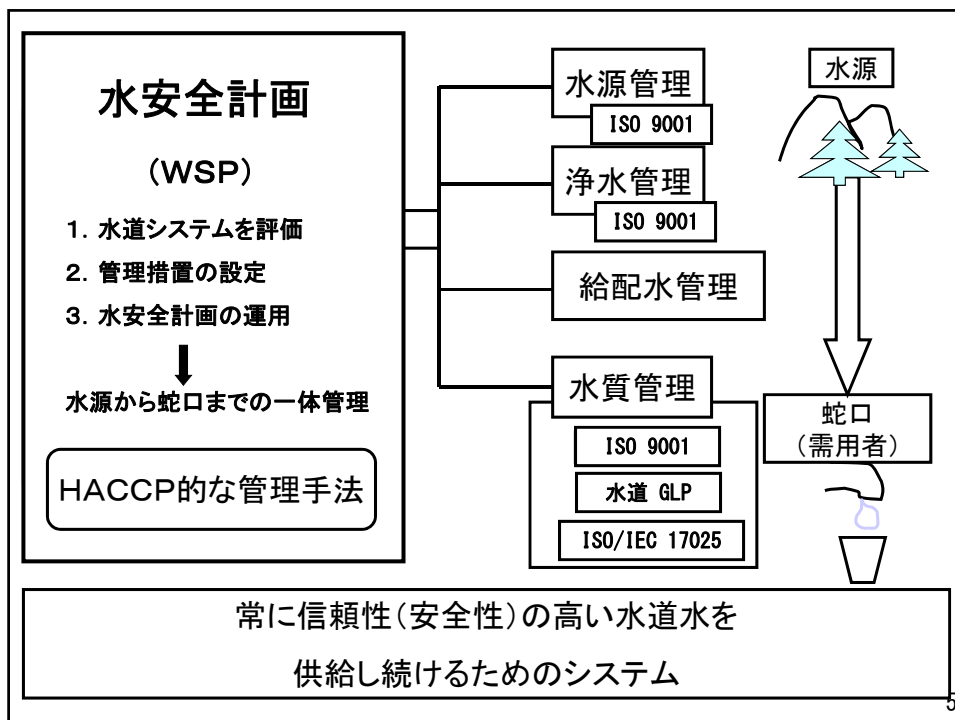 水安全計画
(WSP)
1. 水道システムを評価
2. 管理措置の設定
3. 水安全計画の運用
水源から蛇口までの一体管理
HACCP的な管理手法
水源管理
ISO 9001
浄水管理
ISO 9001
給配水管理
水質管理
ISO 9001
水道 GLP
ISO/IEC 17025
水源
蛇口
(需用者)
常に信頼性(安全性)の高い水道水を
供給し続けるためのシステム
5